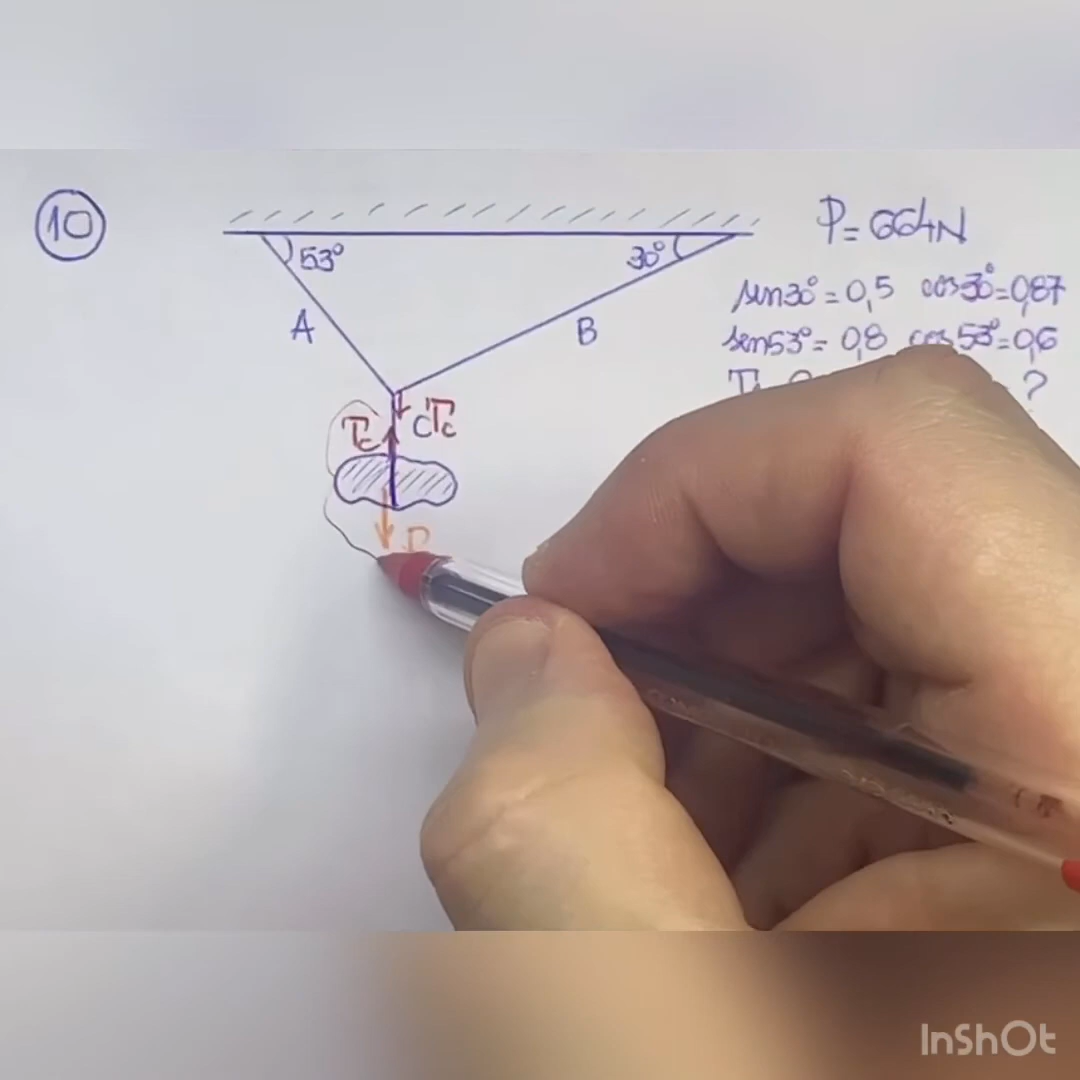 10
P = 664N
53° 30°
sen30° = 0,5 cos30° = 0,87
A B
sen53° = 0,8 cos53° = 0,6
?
Tc C Tc
P
InShOt